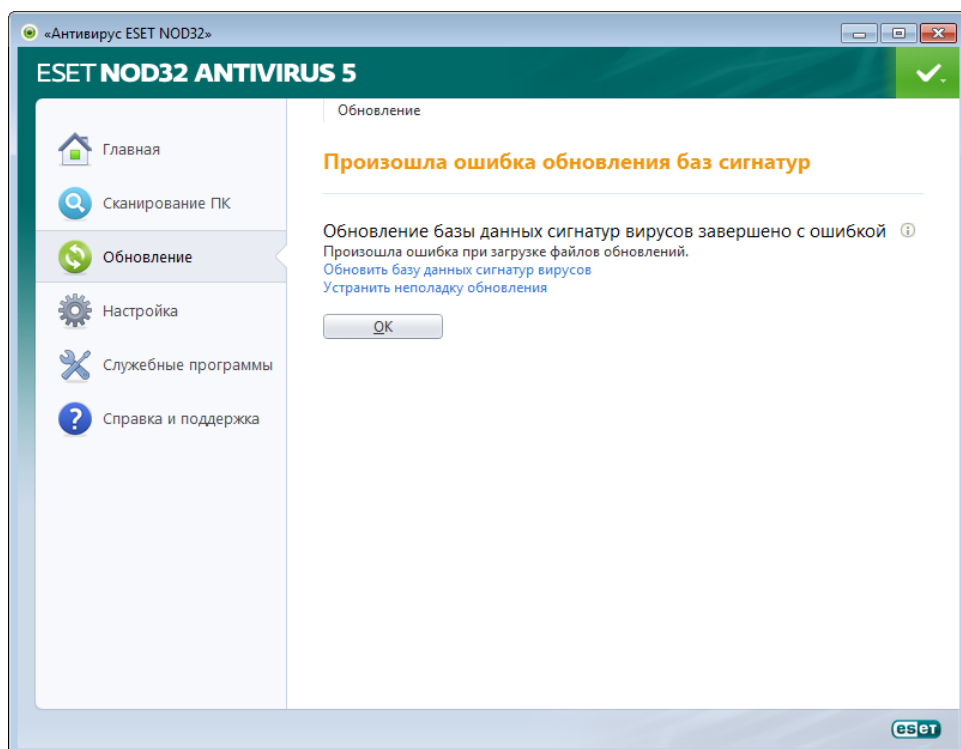 «Антивирус ESET NOD32»
ESET NOD32 ANTIVIRUS 5
Главная
Сканирование ПК
Обновление
Настройка
Служебные программы
Справка и поддержка
Обновление
Произошла ошибка обновления баз сигнатур
Обновление базы данных сигнатур вирусов завершено с ошибкой
Произошла ошибка при загрузке файлов обновлений.
Обновить базу данных сигнатур вирусов
Устранить неполадку обновления
OK
eset